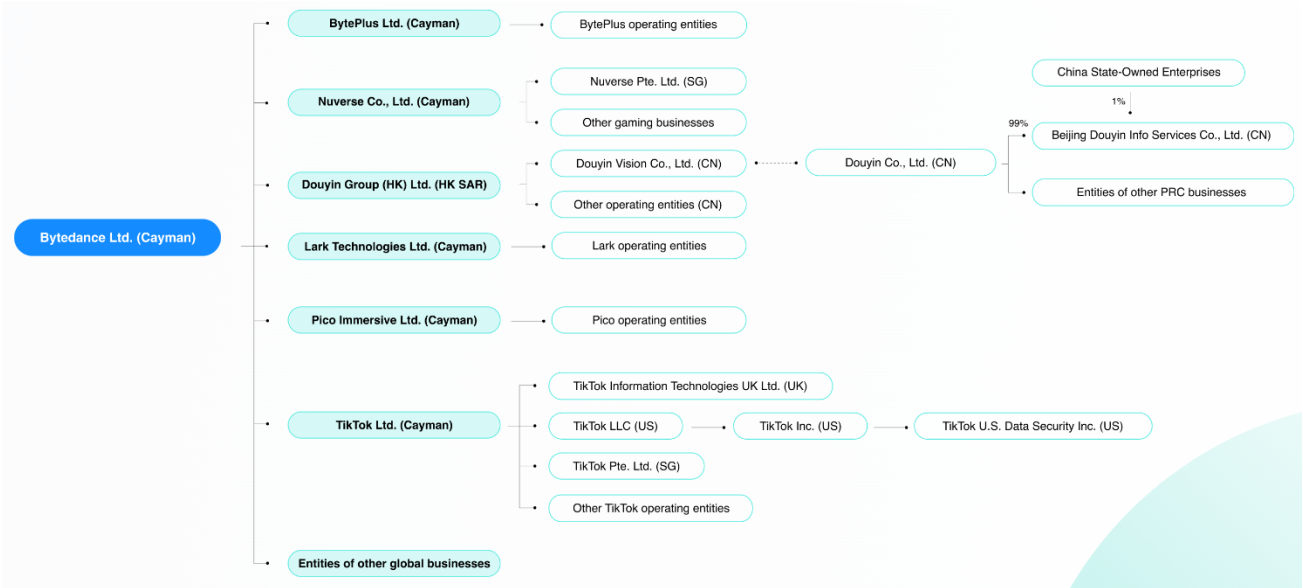 Bytedance Ltd. (Cayman)
BytePlus Ltd. (Cayman)
BytePlus operating entities
Nuverse Co., Ltd. (Cayman)
Nuverse Pte. Ltd. (SG)
Other gaming businesses
Douyin Group (HK) Ltd. (HK SAR)
Douyin Vision Co., Ltd. (CN)
Other operating entities (CN)
Douyin Co., Ltd. (CN)
China State-Owned Enterprises
1%
99%
Beijing Douyin Info Services Co., Ltd. (CN)
Entities of other PRC businesses
Lark Technologies Ltd. (Cayman)
Lark operating entities
Pico Immersive Ltd. (Cayman)
Pico operating entities
TikTok Ltd. (Cayman)
TikTok Information Technologies UK Ltd. (UK)
TikTok LLC (US)
TikTok Inc. (US)
TikTok U.S. Data Security Inc. (US)
TikTok Pte. Ltd. (SG)
Other TikTok operating entities
Entities of other global businesses